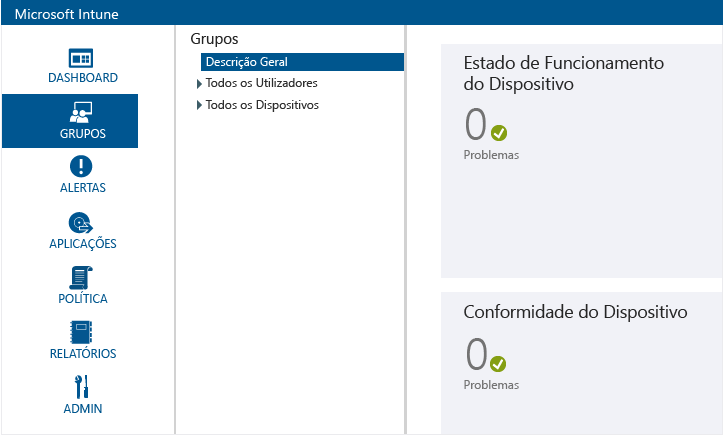 Microsoft Intune
DASHBOARD
GRUPOS
ALERTAS
APLICAÇÕES
POLÍTICA
RELATÓRIOS
ADMIN
Grupos
Descrição Geral
Todos os Utilizadores
Todos os Dispositivos
Estado de Funcionamento
do Dispositivo
0
Problemas
Conformidade do Dispositivo
0
Problemas